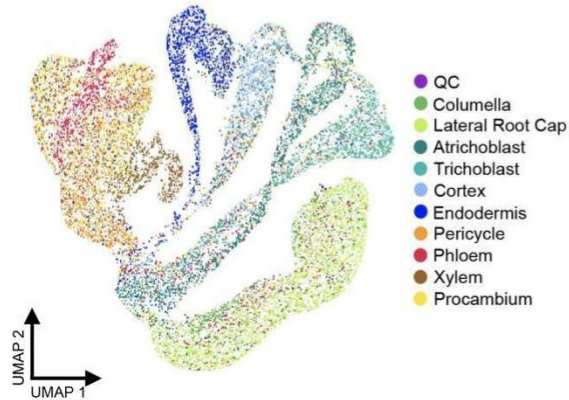 QC
Columella
Lateral Root Cap
Atrichoblast
Trichoblast
Cortex
Endodermis
Pericycle
Phloem
Xylem
Procambium
UMAP 2
UMAP 1